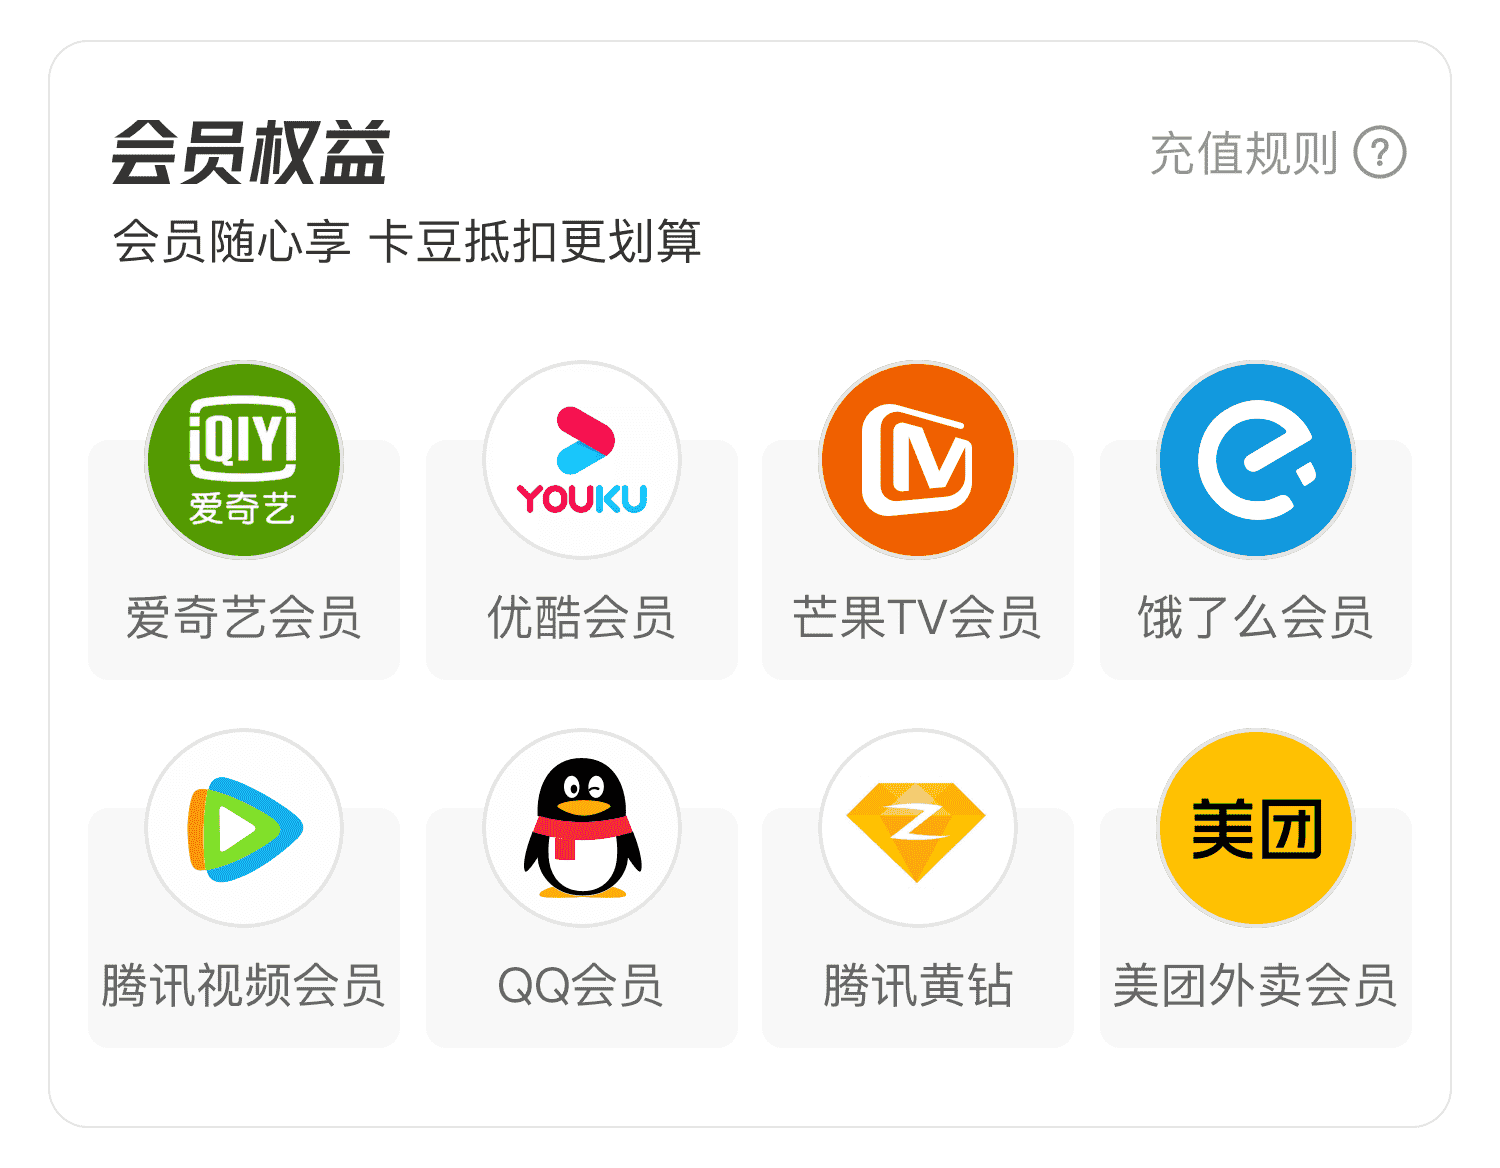 会员权益
充值规则 ?
会员随心享 卡豆抵扣更划算
iQIY
爱奇艺
YOUKU
爱奇艺会员
优酷会员
芒果TV会员
饿了么会员
美团
腾讯视频会员
QQ会员
腾讯黄钻
美团外卖会员